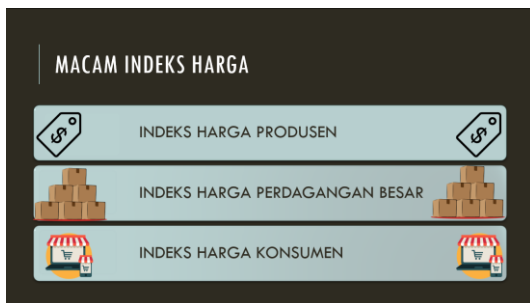 MACAM INDEKS HARGA
INDEKS HARGA PRODUSEN
INDEKS HARGA PERDAGANGAN BESAR
INDEKS HARGA KONSUMEN